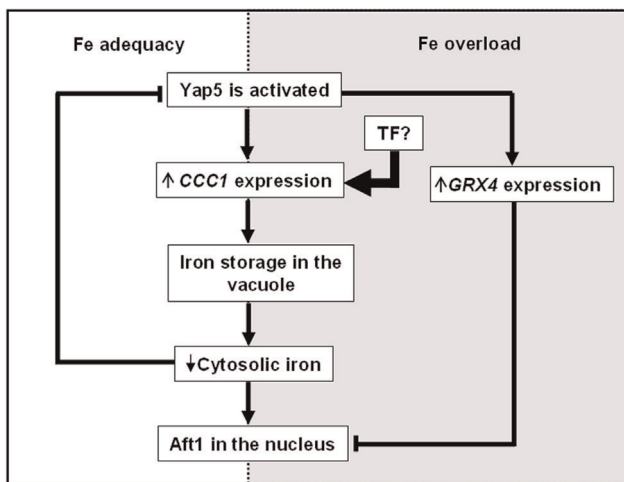 Fe adequacy
Fe overload
Yap5 is activated
TF?
↑ CCC1 expression
↑GRX4 expression
Iron storage in the
vacuole
↓Cytosolic iron
Aft1 in the nucleus